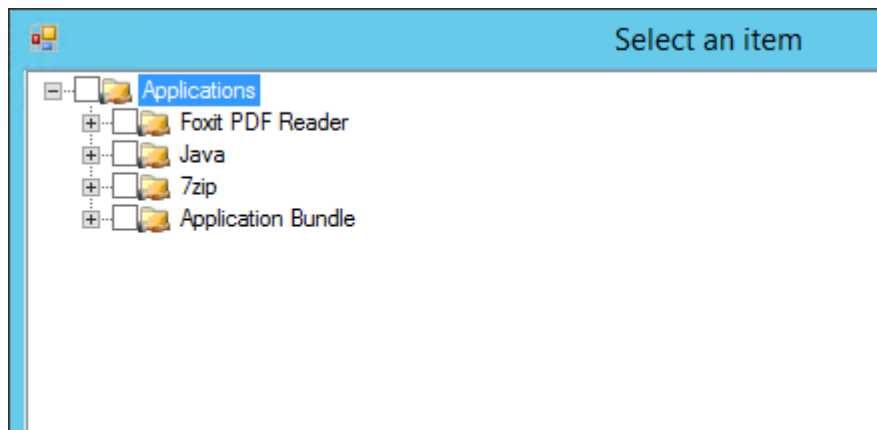 Select an item
Applications
Foxit PDF Reader
Java
7zip
Application Bundle